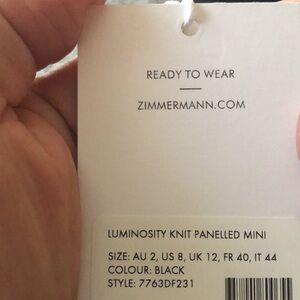 READY TO WEAR
ZIMMERMANN.COM
LUMINOSITY KNIT PANELLED MINI
SIZE: AU 2, US 8, UK 12, FR 40, IT 44
COLOUR: BLACK
STYLE: 7763DF231